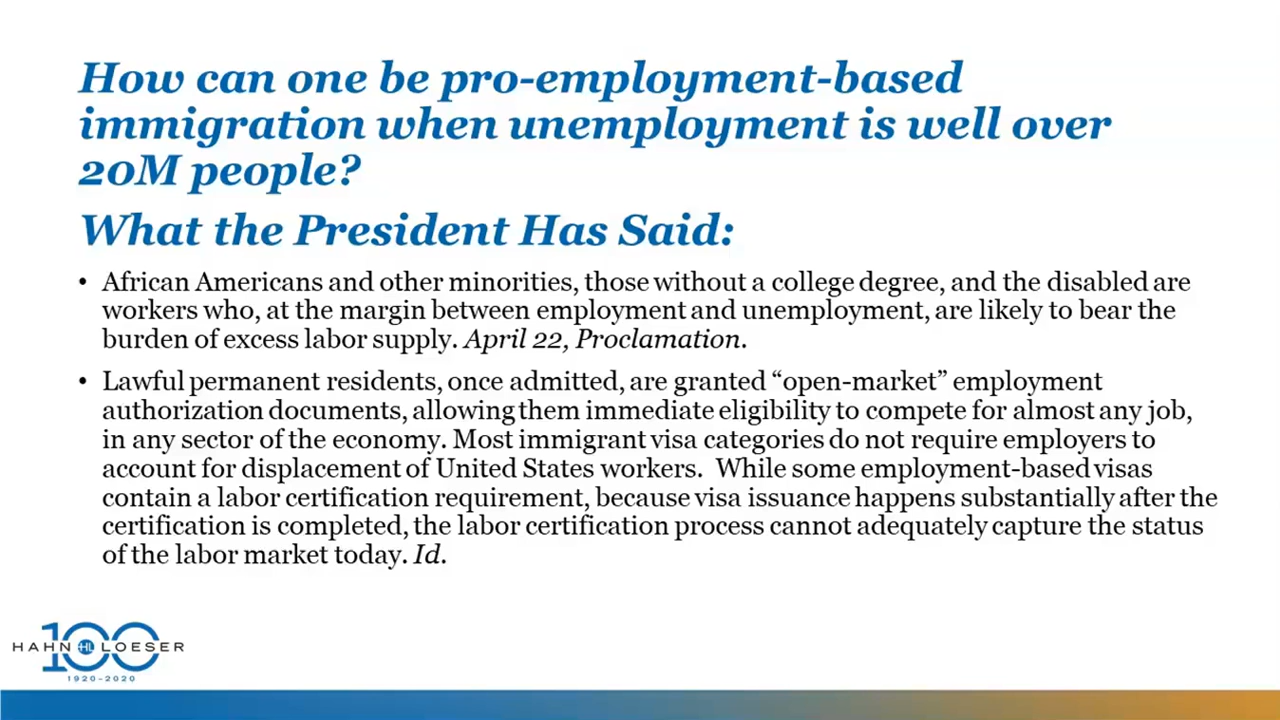 How can one be pro-employment-based
immigration when unemployment is well over
20M people?
What the President Has Said:
• African Americans and other minorities, those without a college degree, and the disabled are
workers who, at the margin between employment and unemployment, are likely to bear the
burden of excess labor supply. April 22, Proclamation.
• Lawful permanent residents, once admitted, are granted “open-market” employment
authorization documents, allowing them immediate eligibility to compete for almost any job,
in any sector of the economy. Most immigrant visa categories do not require employers to
account for displacement of United States workers.  While some employment-based visas
contain a labor certification requirement, because visa issuance happens substantially after the
certification is completed, the labor certification process cannot adequately capture the status
of the labor market today. Id.
100
HAHN HL LOESER
1920-2020